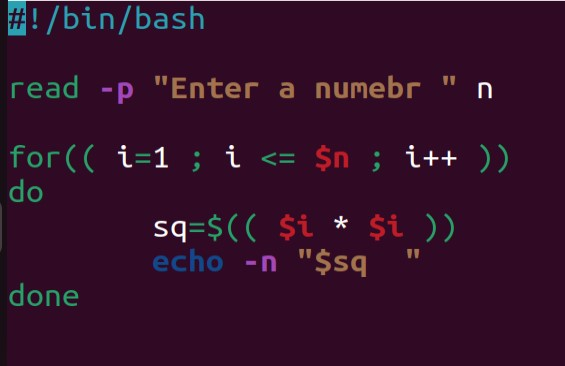 #!/bin/bash
read -p "Enter a numebr " n
for(( i=1 ; i <= $n ; i++ ))
do
sq=$(( $i * $i ))
echo -n "$sq  "
done